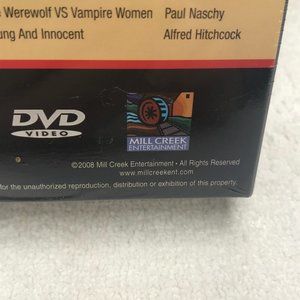 Werewolf VS Vampire Women Paul Naschy
And Innocent Alfred Hitchcock
DVD
VIDEO
MILL CREEK
ENTERTAINMENT
©2008 Mill Creek Entertainment • All Rights Reserved
www.millcreekent.com
for the unauthorized reproduction, distribution or exhibition of this property.